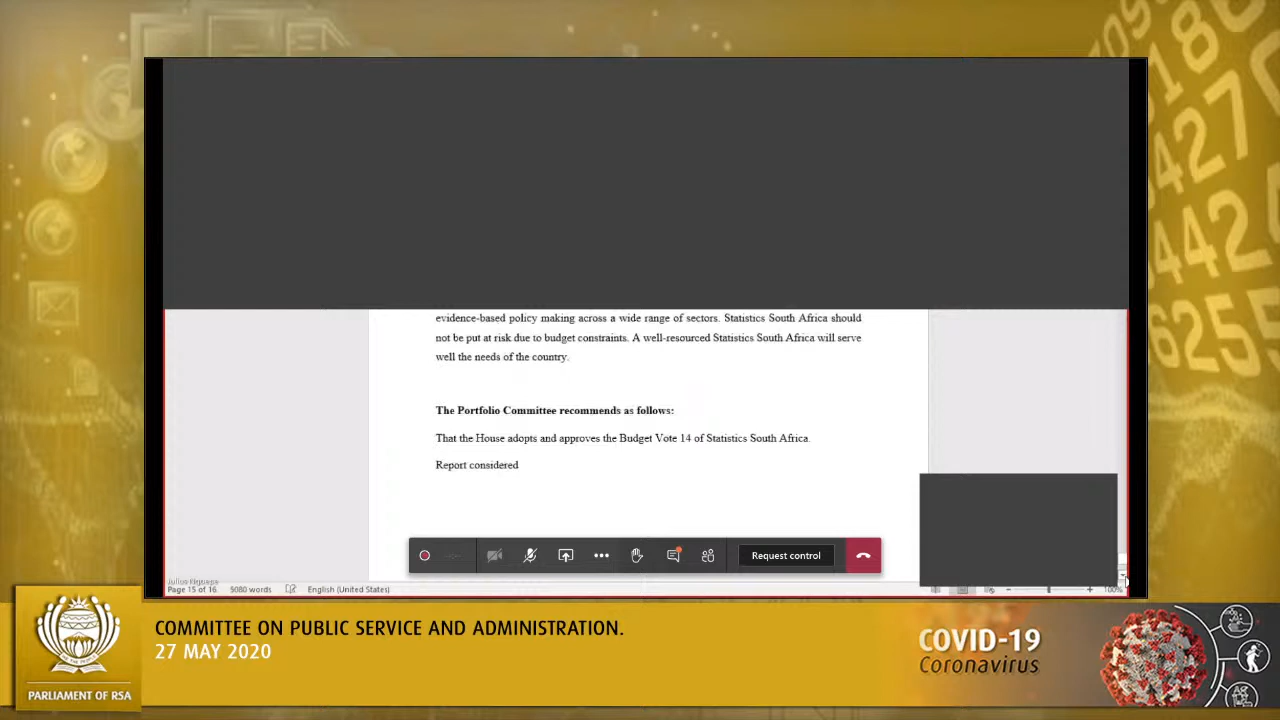 evidence-based policy making across a wide range of sectors. Statistics South Africa should
not be put at risk due to budget constraints. A well-resourced Statistics South Africa will serve
well the needs of the country.
The Portfolio Committee recommends as follows:
That the House adopts and approves the Budget Vote 14 of Statistics South Africa.
Report considered
Request control
Page 15 of 16 5080 words English (United States) 100%
COMMITTEE ON PUBLIC SERVICE AND ADMINISTRATION.
27 MAY 2020
PARLIAMENT OF RSA
COVID-19
Coronavirus